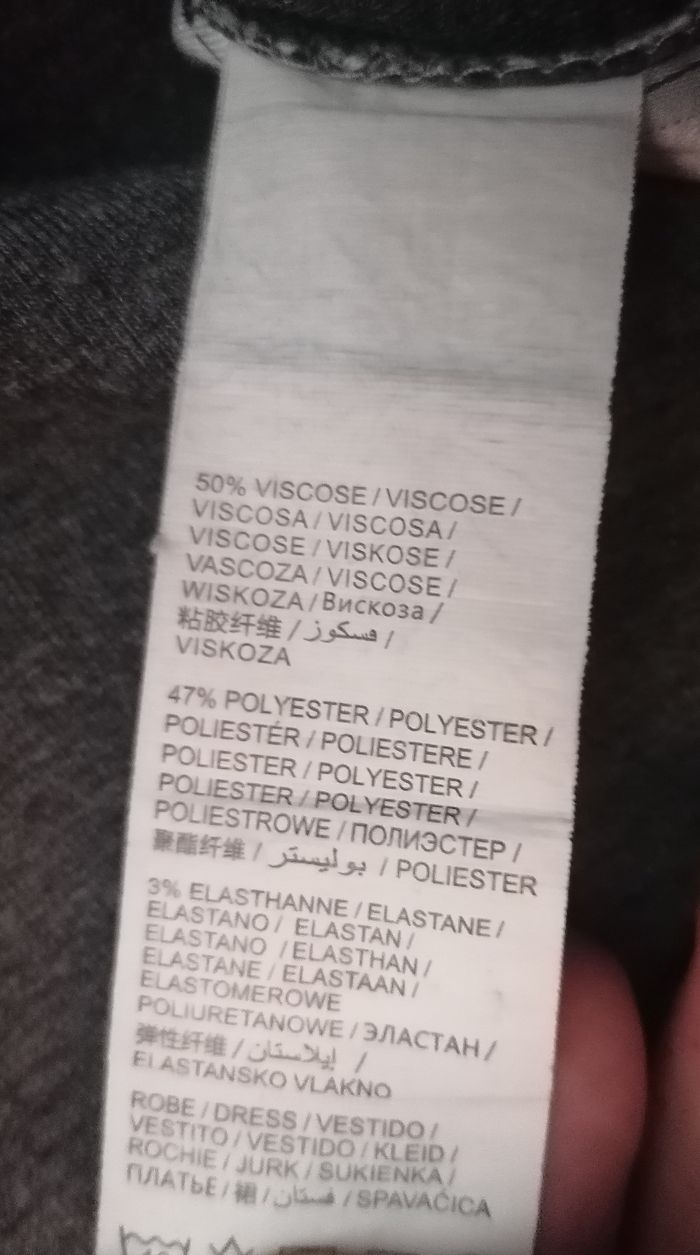 50% VISCOSE / VISCOSE /
VISCOSA / VISCOSA /
VISCOSE / VISKOSE /
VASCOZA / VISCOSE /
WISKOZA / Вискоза /
粘胶纤维 / فسكوز /
VISKOZA
47% POLYESTER / POLYESTER /
POLIESTÉR / POLIESTERE /
POLIESTER / POLYESTER /
POLIESTER / POLYESTER /
POLIESTROWE / ПОЛИЭСТЕР /
聚酯纤维 / بوليستر / POLIESTER
3% ELASTHANNE / ELASTANE /
ELASTANO / ELASTAN /
ELASTANO / ELASTHAN /
ELASTANE / ELASTAAN /
ELASTOMEROWE
POLIURETANOWE / ЭЛАСТАН /
弹性纤维 / إيلاستان /
ELASTANSKO VLAKNO
ROBE / DRESS / VESTIDO /
VESTITO / VESTIDO / KLEID /
ROCHIE / JURK / SUKIENKA /
ПЛАТЬЕ / 裙 / فستان / SPAVAĆICA